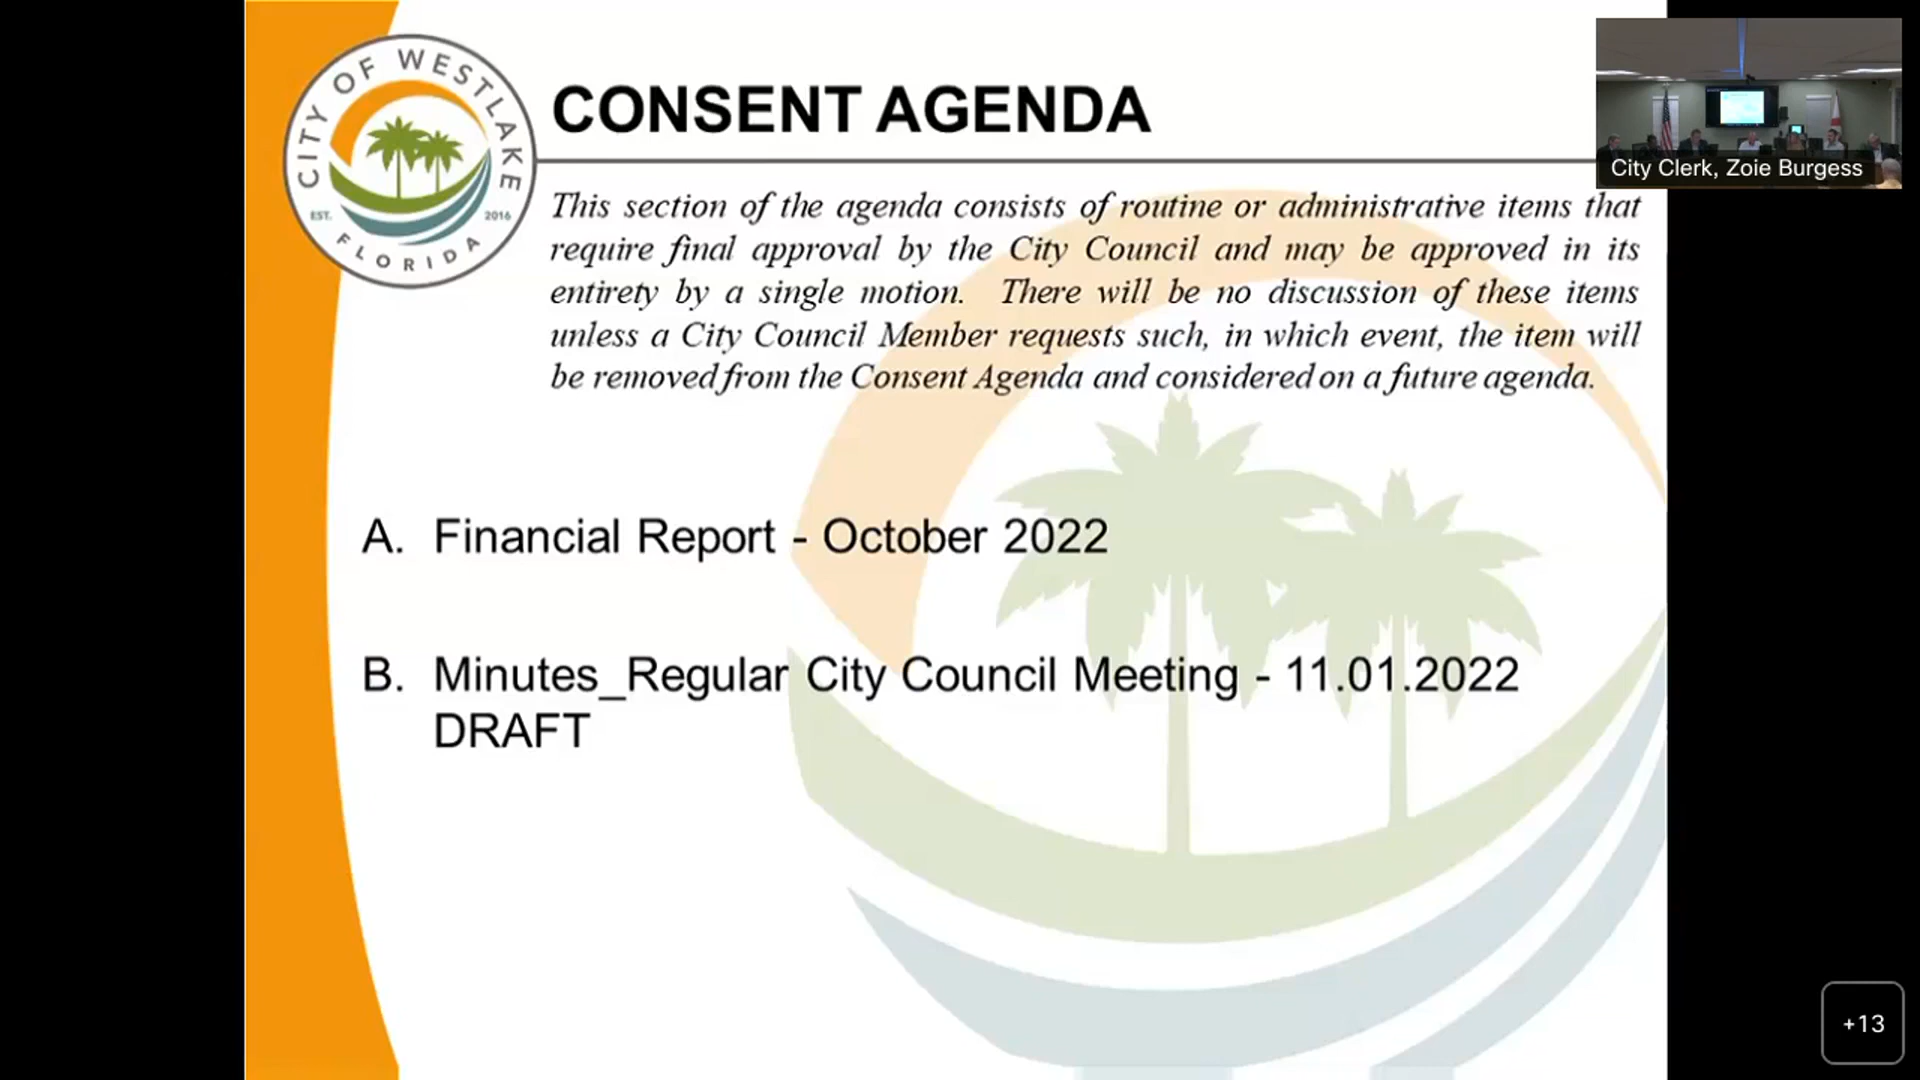 CITY OF WESTLAKE
EST. 2016
FLORIDA
CONSENT AGENDA
City Clerk, Zoie Burgess
This section of the agenda consists of routine or administrative items that
require final approval by the City Council and may be approved in its
entirety by a single motion. There will be no discussion of these items
unless a City Council Member requests such, in which event, the item will
be removed from the Consent Agenda and considered on a future agenda.
A. Financial Report - October 2022
B. Minutes_Regular City Council Meeting - 11.01.2022
DRAFT
+13